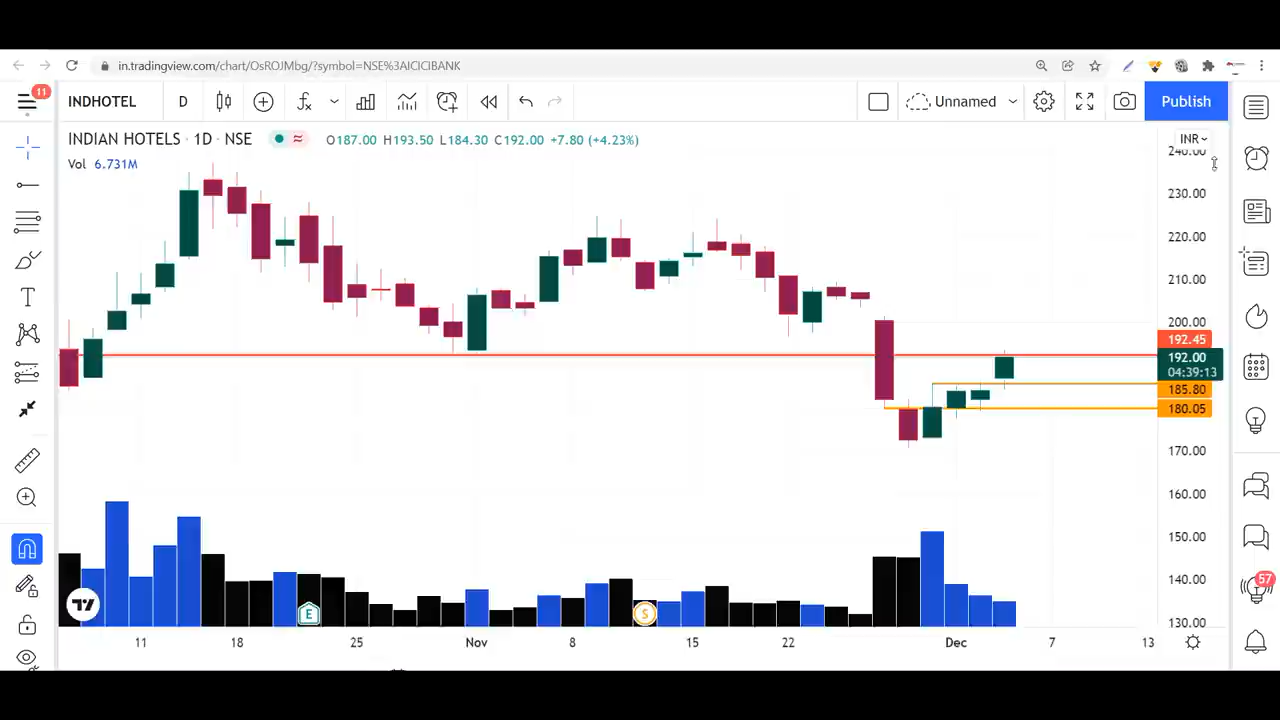 in.tradingview.com/chart/OsROJMbg/?symbol=NSE%3AICICIBANK
11
INDHOTEL
D
Unnamed
Publish
INDIAN HOTELS · 1D · NSE
O187.00 H193.50 L184.30 C192.00 +7.80 (+4.23%)
INR
Vol 6.731M
240.00
230.00
220.00
210.00
200.00
192.45
192.00
04:39:13
185.80
180.05
170.00
160.00
150.00
140.00
130.00
57
E
S
11 18 25 Nov 8 15 22 Dec 7 13